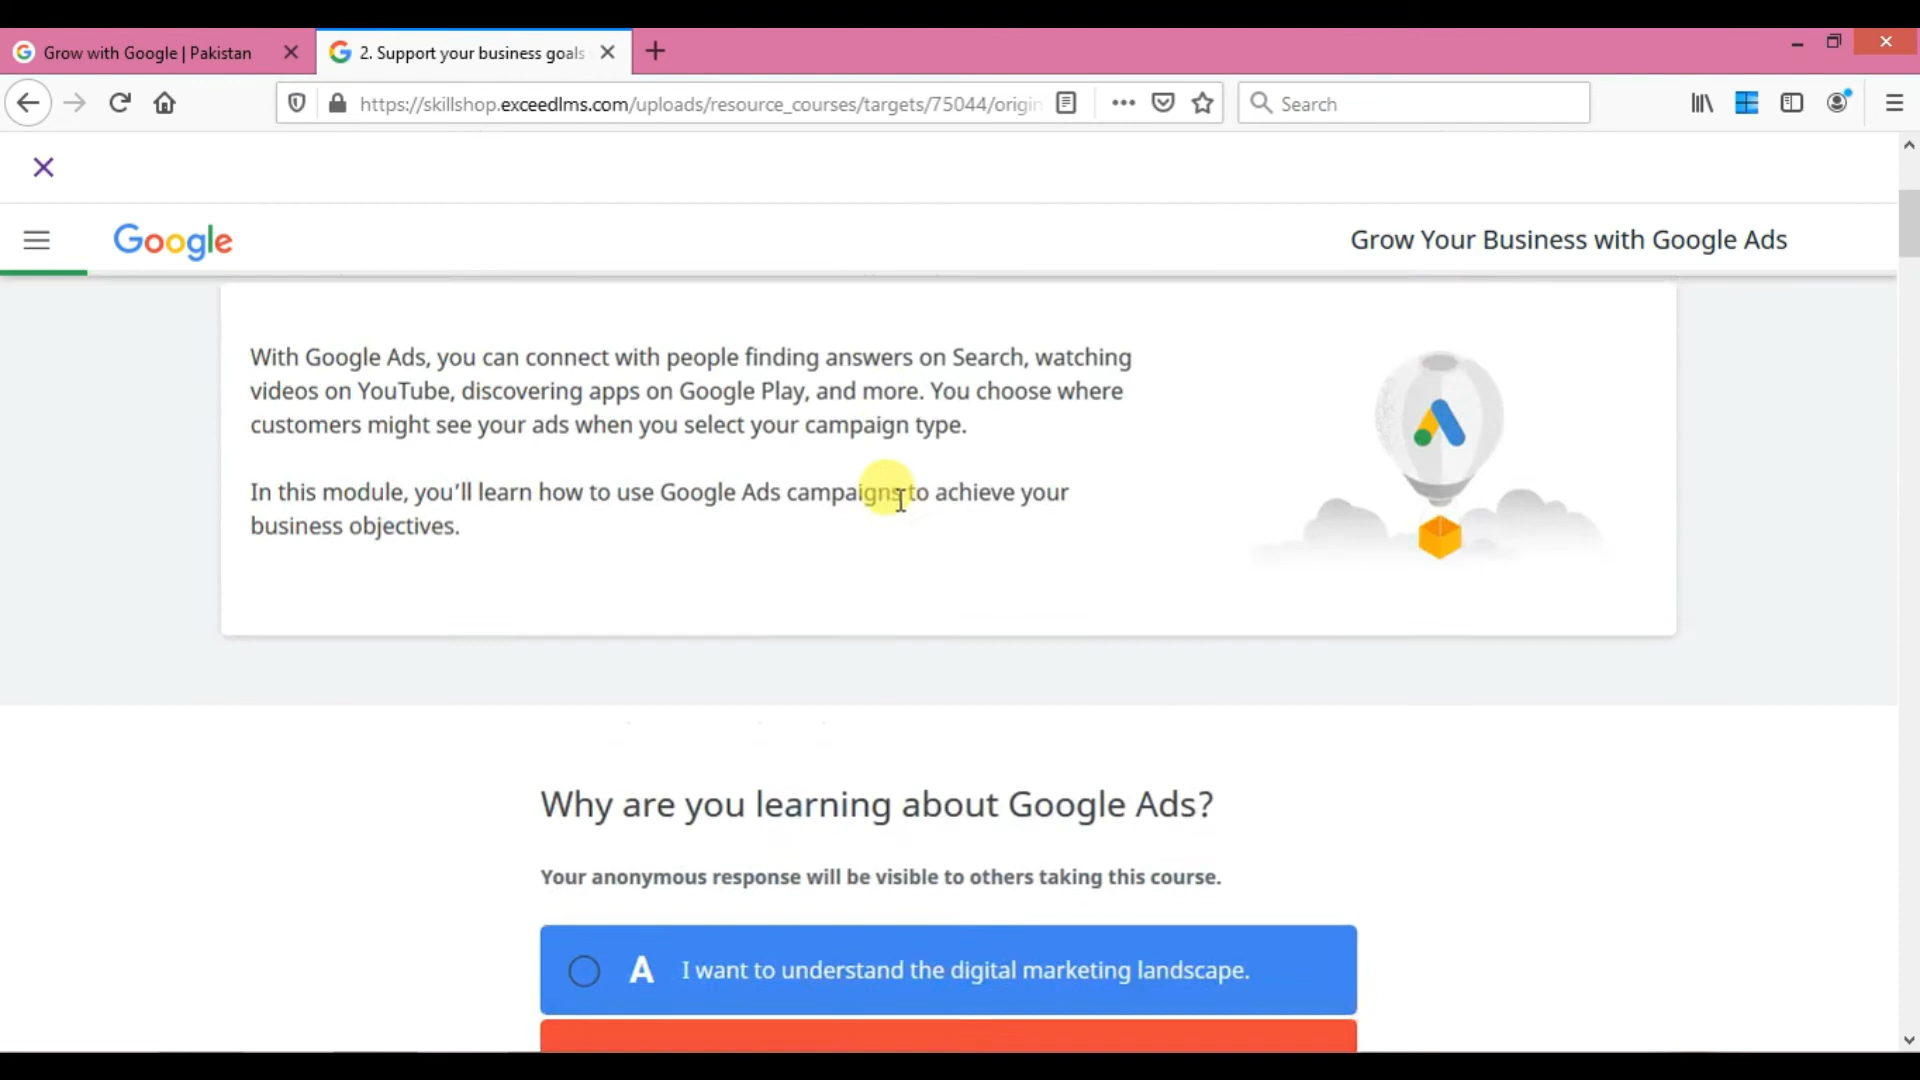 Grow with Google | Pakistan
2. Support your business goals
https://skillshop.exceedlms.com/uploads/resource_courses/targets/75044/origin
Search
Google
Grow Your Business with Google Ads
With Google Ads, you can connect with people finding answers on Search, watching
videos on YouTube, discovering apps on Google Play, and more. You choose where
customers might see your ads when you select your campaign type.
In this module, you'll learn how to use Google Ads campaigns to achieve your
business objectives.
Why are you learning about Google Ads?
Your anonymous response will be visible to others taking this course.
A I want to understand the digital marketing landscape.